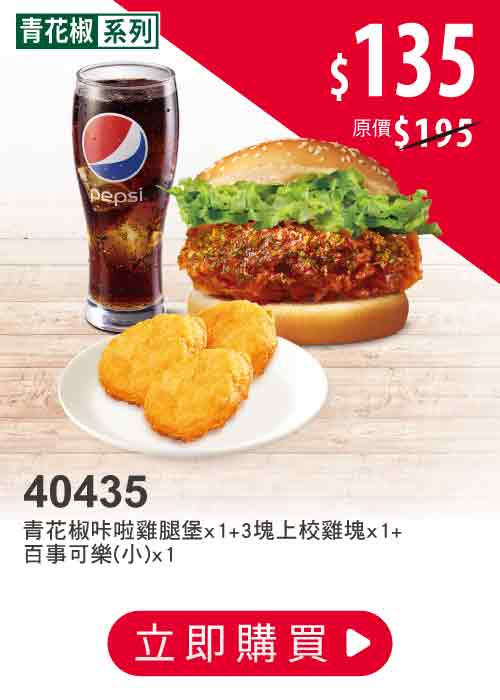 青花椒 系列
$135
原價$195
pepsi
40435
青花椒咔啦雞腿堡x1+3塊上校雞塊x1+
百事可樂(小)x1
立即購買